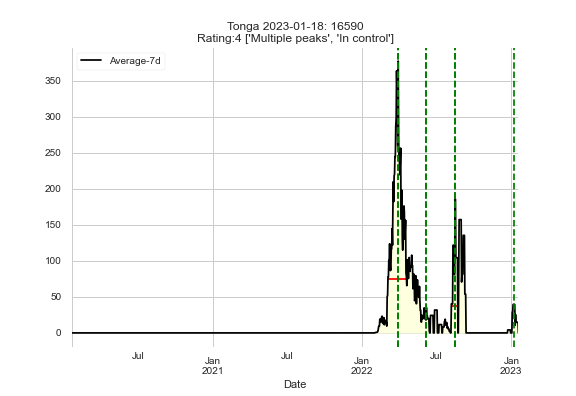 Tonga 2023-01-18: 16590
Rating:4 ['Multiple peaks', 'In control']
Average-7d
350
300
250
200
150
100
50
0
Jul
Jan
2021
Jul
Jan
2022
Jul
Jan
2023
Date